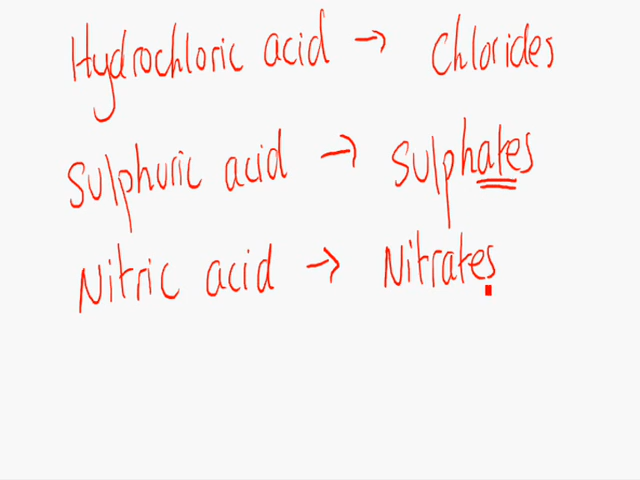 Hydrochloric acid → Chlorides
Sulphuric acid → Sulphates
Nitric acid → Nitrates